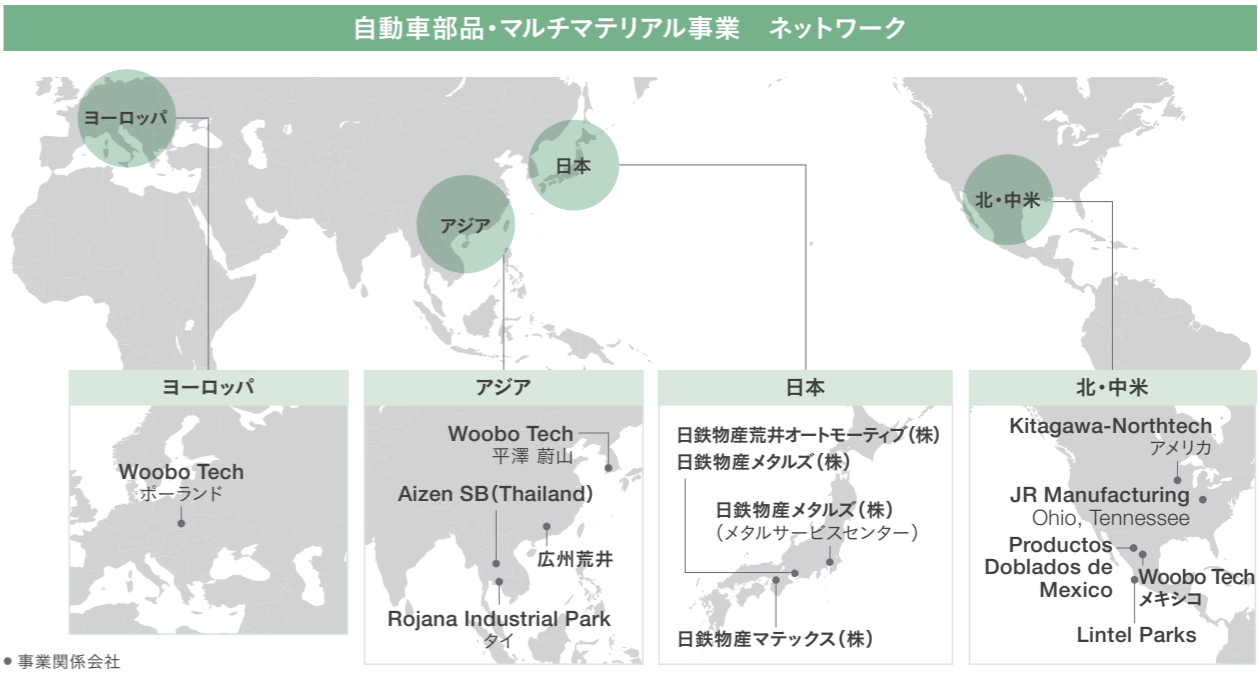 自動車部品・マルチマテリアル事業　ネットワーク
ヨーロッパ
日本
アジア
北・中米
ヨーロッパ
Woobo Tech
ポーランド
アジア
Woobo Tech
平澤 蔚山
Aizen SB(Thailand)
広州荒井
Rojana Industrial Park
タイ
日本
日鉄物産荒井オートモーティブ(株)
日鉄物産メタルズ(株)
日鉄物産メタルズ(株)
(メタルサービスセンター)
日鉄物産マテックス(株)
北・中米
Kitagawa-Northtech
アメリカ
JR Manufacturing
Ohio, Tennessee
Productos
Doblados de
Mexico
Woobo Tech
メキシコ
Lintel Parks
● 事業関係会社